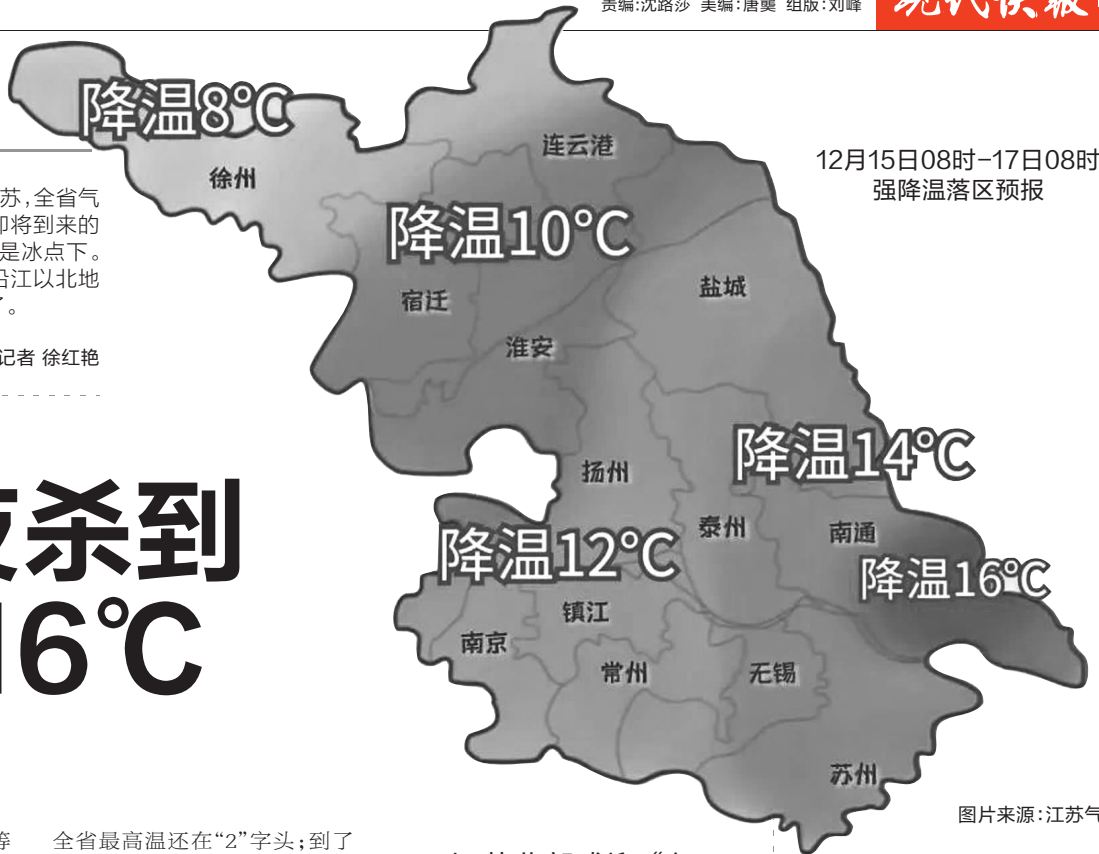 责编:沈路莎 美编:唐龑 组版:刘峰
现代快报
降温8℃
徐州
连云港
12月15日08时-17日08时
强降温落区预报
苏,全省气
即将到来的
是冰点下。
沿江以北地
了。
记者 徐红艳
降温10℃
宿迁
盐城
淮安
降温14℃
扬州
泰州
南通
降温12℃
降温16℃
镇江
南京
常州
无锡
苏州
杀到
16℃
图片来源:江苏气
等
全省最高温还在“2”字头;到了